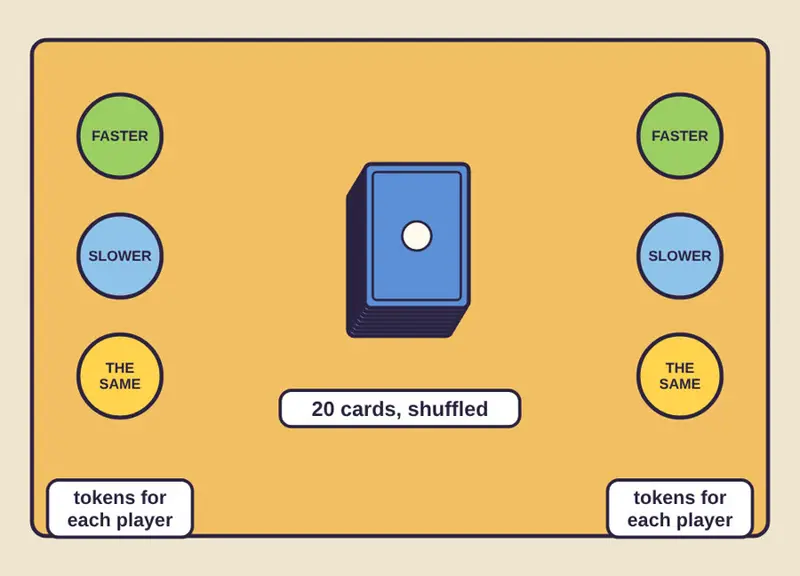 FASTER
SLOWER
THE
SAME
tokens for
each player
20 cards, shuffled
FASTER
SLOWER
THE
SAME
tokens for
each player